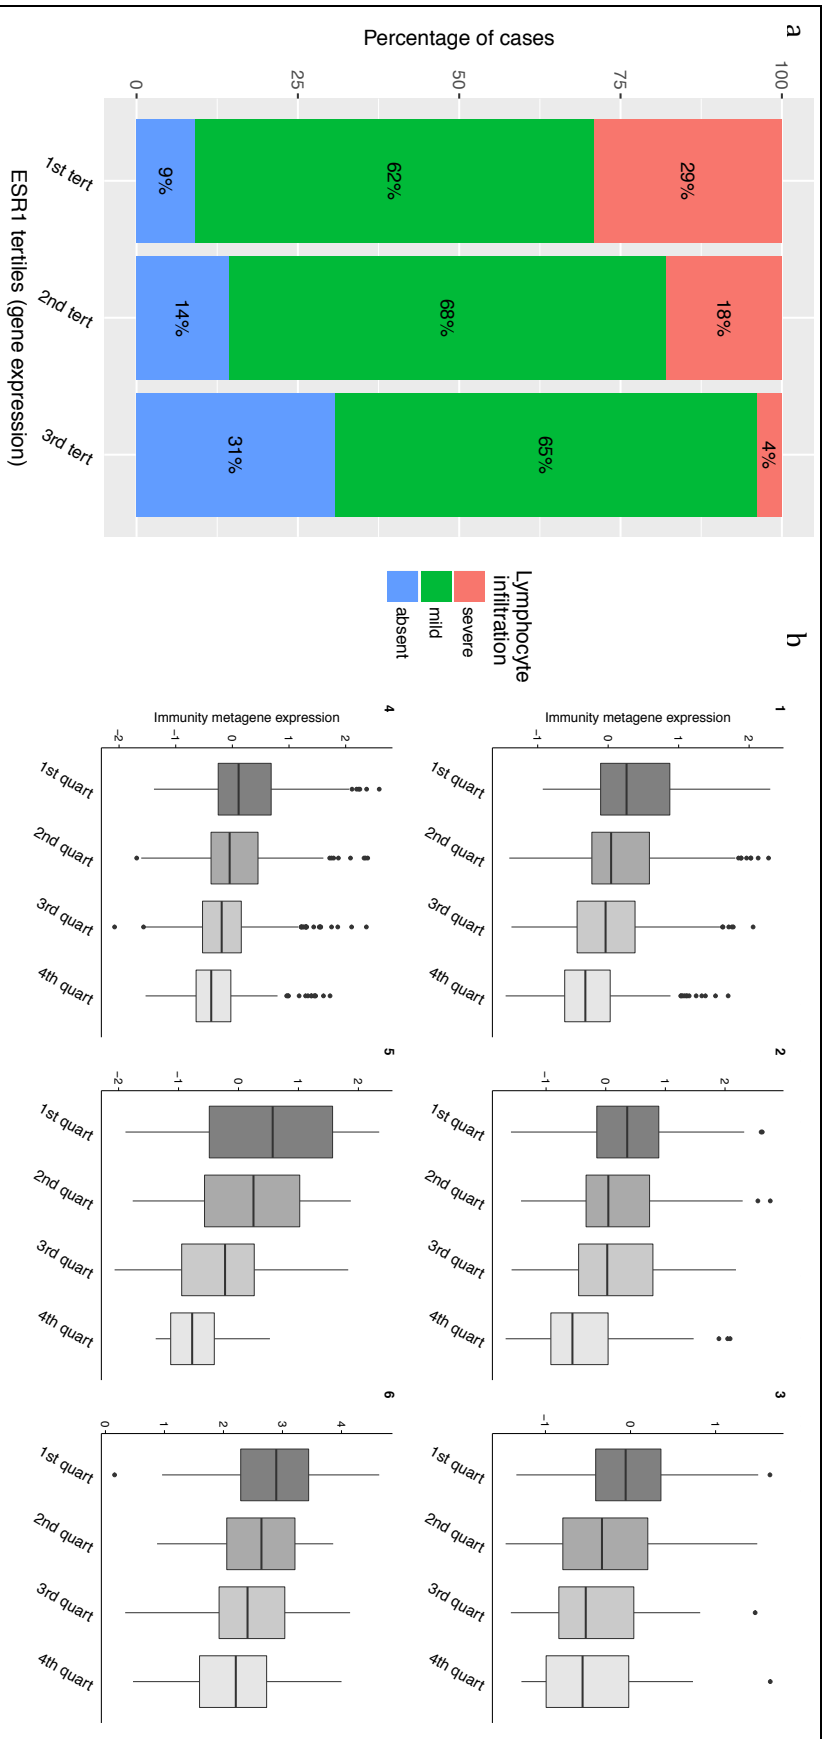 a
Percentage of cases
100
75
50
25
0
29%
62%
9%
18%
68%
14%
4%
65%
31%
1st tert
2nd tert
3rd tert
ESR1 tertiles (gene expression)
Lymphocyte
infiltration
severe
mild
absent
b
1
Immunity metagene expression
2
1
0
−1
1st quart
2nd quart
3rd quart
4th quart
2
2
1
0
−1
1st quart
2nd quart
3rd quart
4th quart
3
1
0
−1
1st quart
2nd quart
3rd quart
4th quart
4
Immunity metagene expression
2
1
0
−1
−2
1st quart
2nd quart
3rd quart
4th quart
5
2
1
0
−1
−2
1st quart
2nd quart
3rd quart
4th quart
6
4
3
2
1
0
1st quart
2nd quart
3rd quart
4th quart